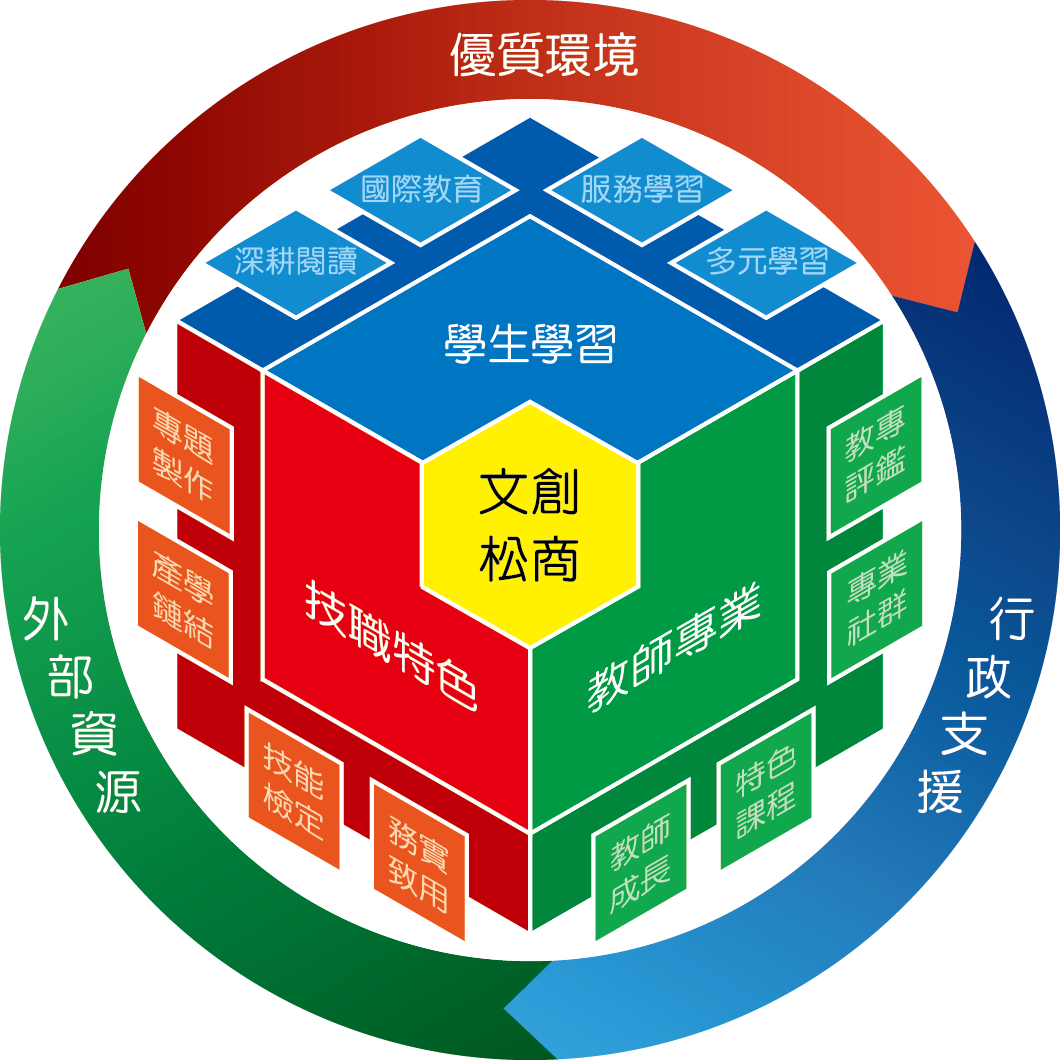 優質環境
國際教育
服務學習
深耕閱讀
多元學習
學生學習
專題
製作
教專
評鑑
文創
松商
產學
鏈結
專業
社群
技職特色
教師專業
外部資源
行政支援
技能
檢定
特色
課程
務實
致用
教師
成長